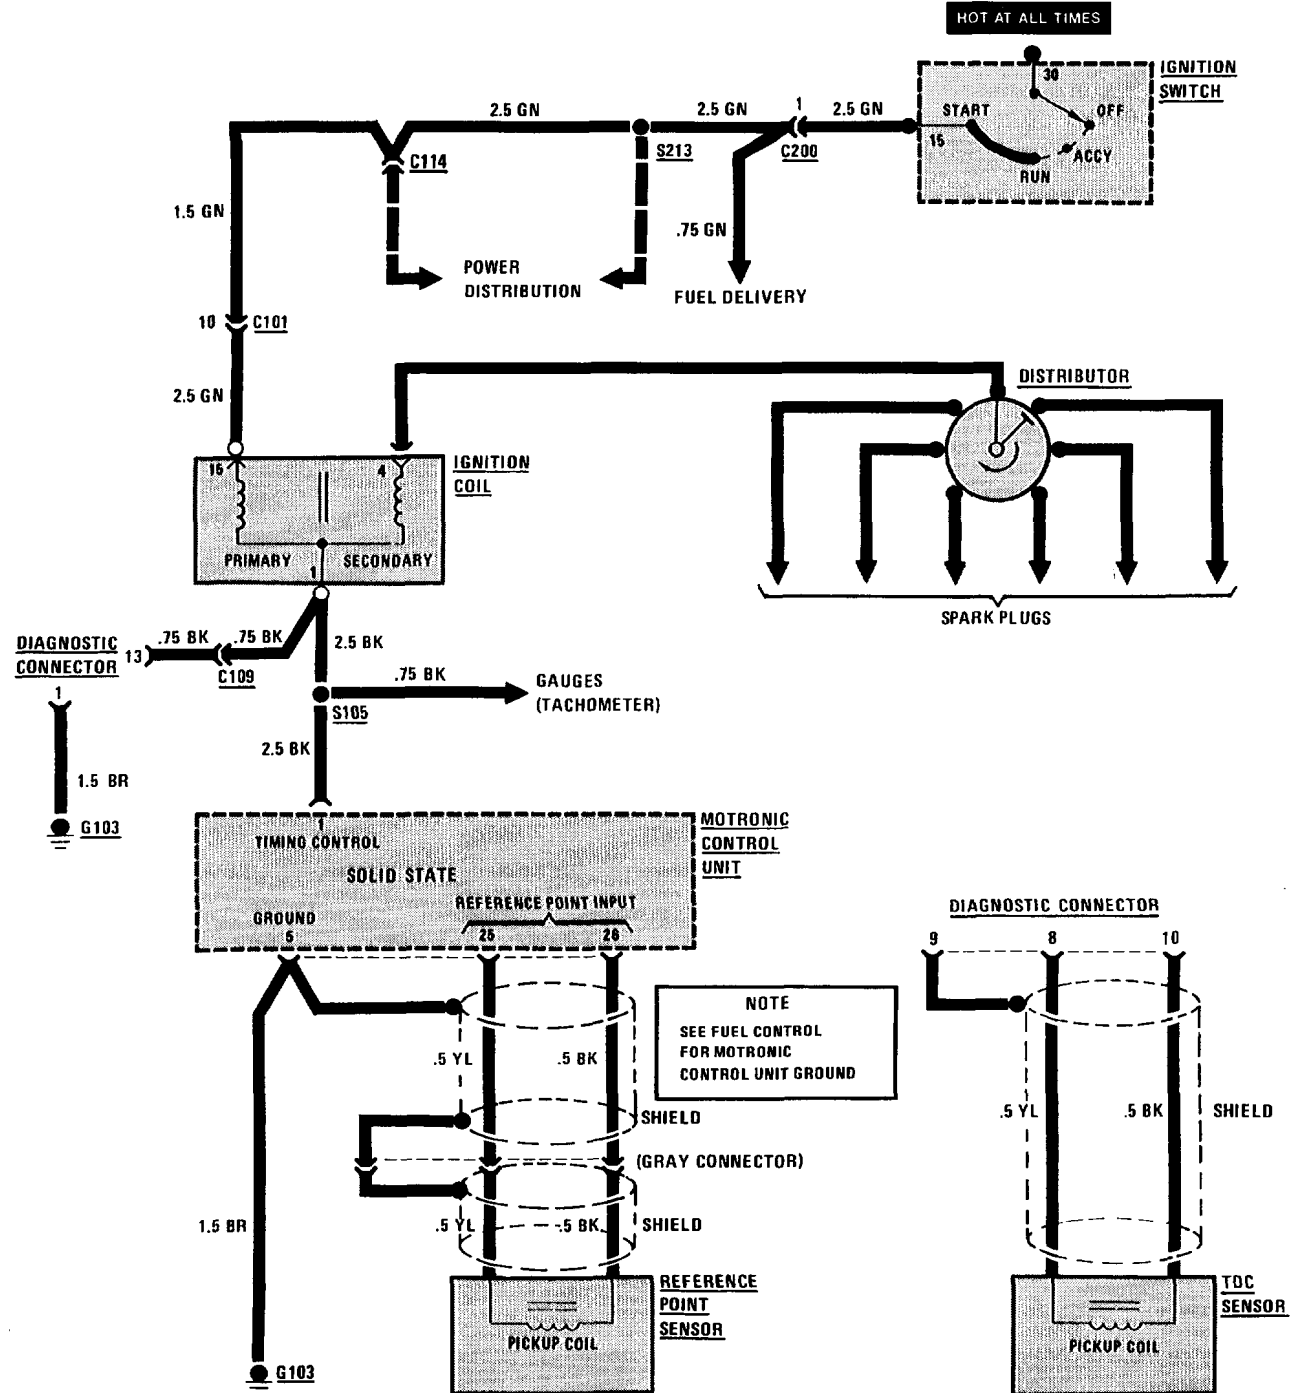 HOT AT ALL TIMES
30
IGNITION
SWITCH
START
OFF
15
ACCY
RUN
2.5 GN
2.5 GN
1
2.5 GN
C114
S213
C200
1.5 GN
.75 GN
POWER
DISTRIBUTION
FUEL DELIVERY
10
C101
2.5 GN
DISTRIBUTOR
15
4
IGNITION
COIL
PRIMARY
SECONDARY
1
SPARK PLUGS
DIAGNOSTIC
CONNECTOR
13
.75 BK
.75 BK
2.5 BK
C109
.75 BK
GAUGES
(TACHOMETER)
1
S105
2.5 BK
1.5 BR
G103
1
TIMING CONTROL
SOLID STATE
MOTRONIC
CONTROL
UNIT
REFERENCE POINT INPUT
GROUND
5
25
26
DIAGNOSTIC CONNECTOR
9
8
10
NOTE
SEE FUEL CONTROL
FOR MOTRONIC
CONTROL UNIT GROUND
.5 YL
.5 BK
SHIELD
(GRAY CONNECTOR)
.5 YL
.5 BK
SHIELD
1.5 BR
.5 YL
.5 BK
SHIELD
REFERENCE
POINT
SENSOR
PICKUP COIL
TDC
SENSOR
PICKUP COIL
G103